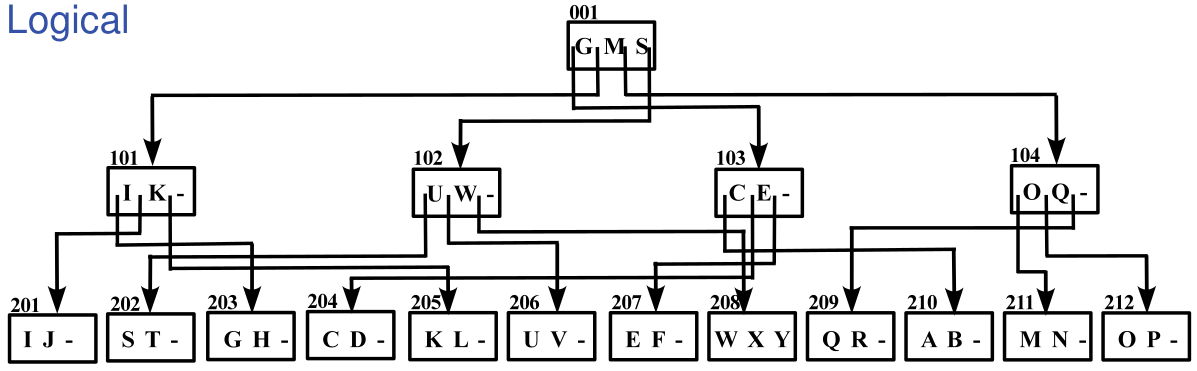 Logical
001
G M S
101
I K -
102
U W -
103
C E -
104
O Q -
201
I J -
202
S T -
203
G H -
204
C D -
205
K L -
206
U V -
207
E F -
208
W X Y
209
Q R -
210
A B -
211
M N -
212
O P -